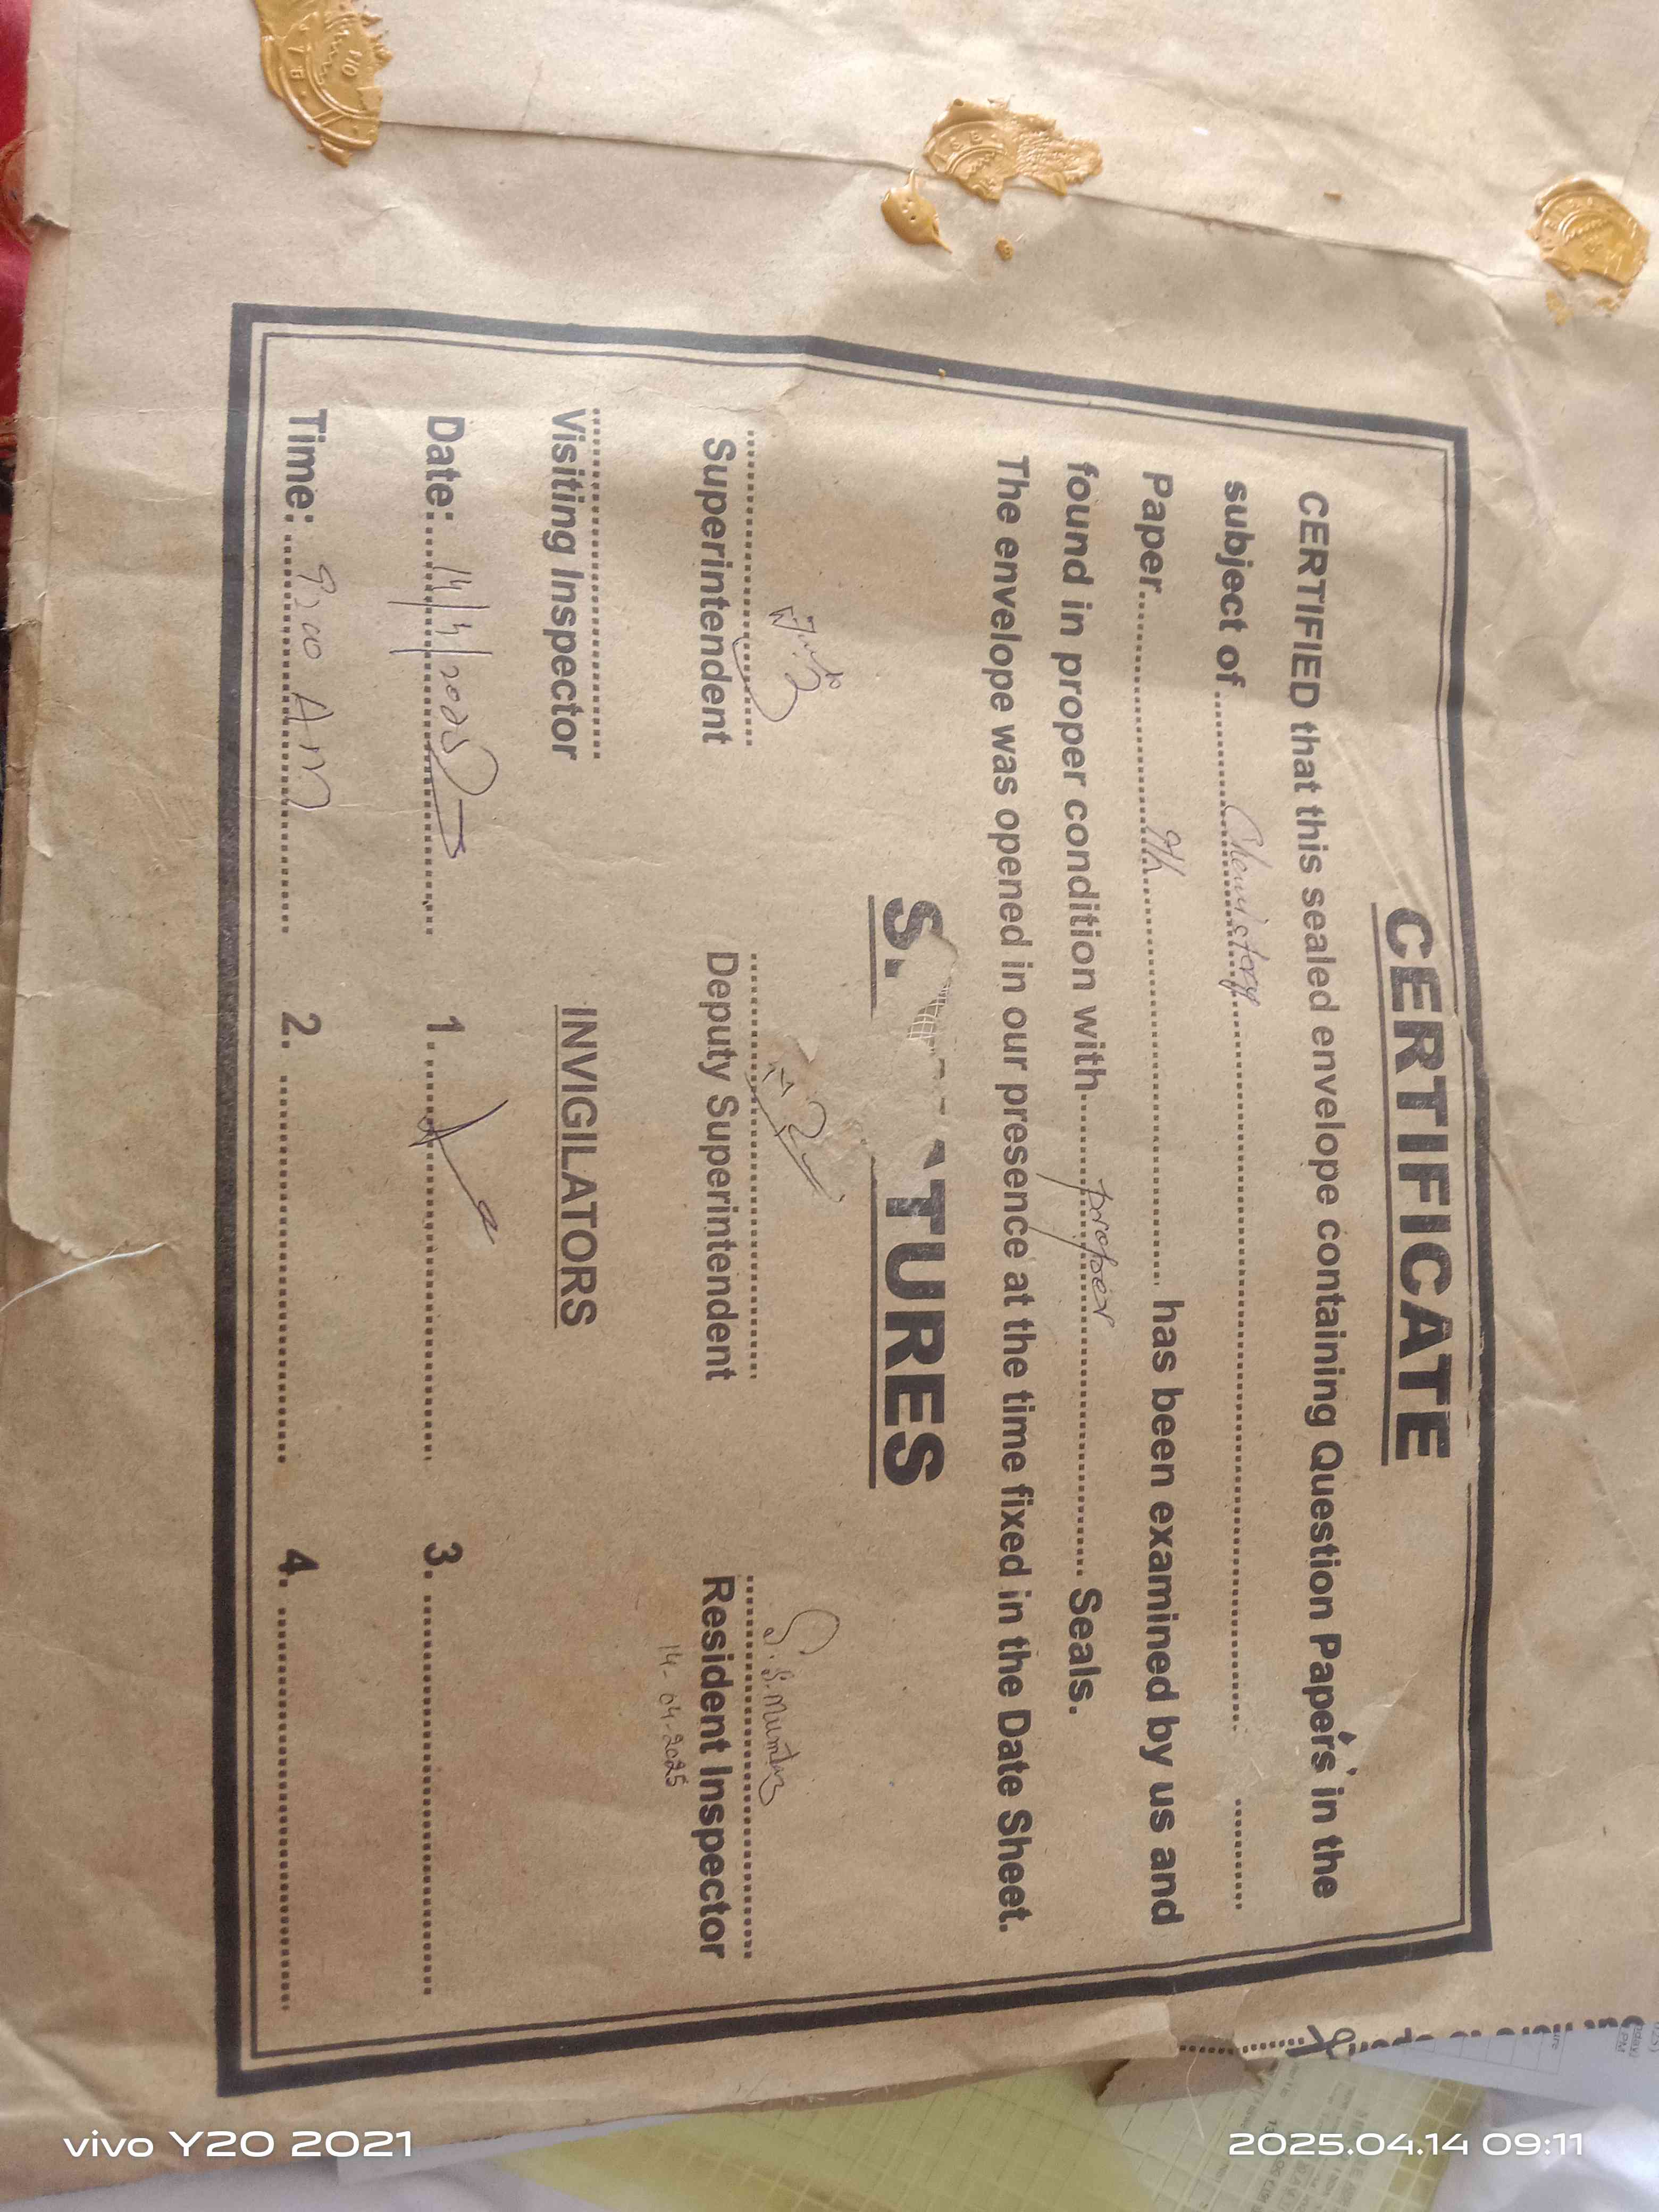 CERTIFICATE
CERTIFIED that this sealed envelope containing Question Paper's in the
subject of Chemistry
Paper 9th has been examined by us and
found in proper condition with proper Seals.
The envelope was opened in our presence at the time fixed in the Date Sheet.
S. TURES
S.S.Mumtaz
Superintendent Deputy Superintendent Resident Inspector
14-04-2025
Visiting Inspector INVIGILATORS
Date: 14/4/2025 1. 3.
Time: 9:00 AM 2. 4.
vivo Y20 2021
2025.04.14 09:11